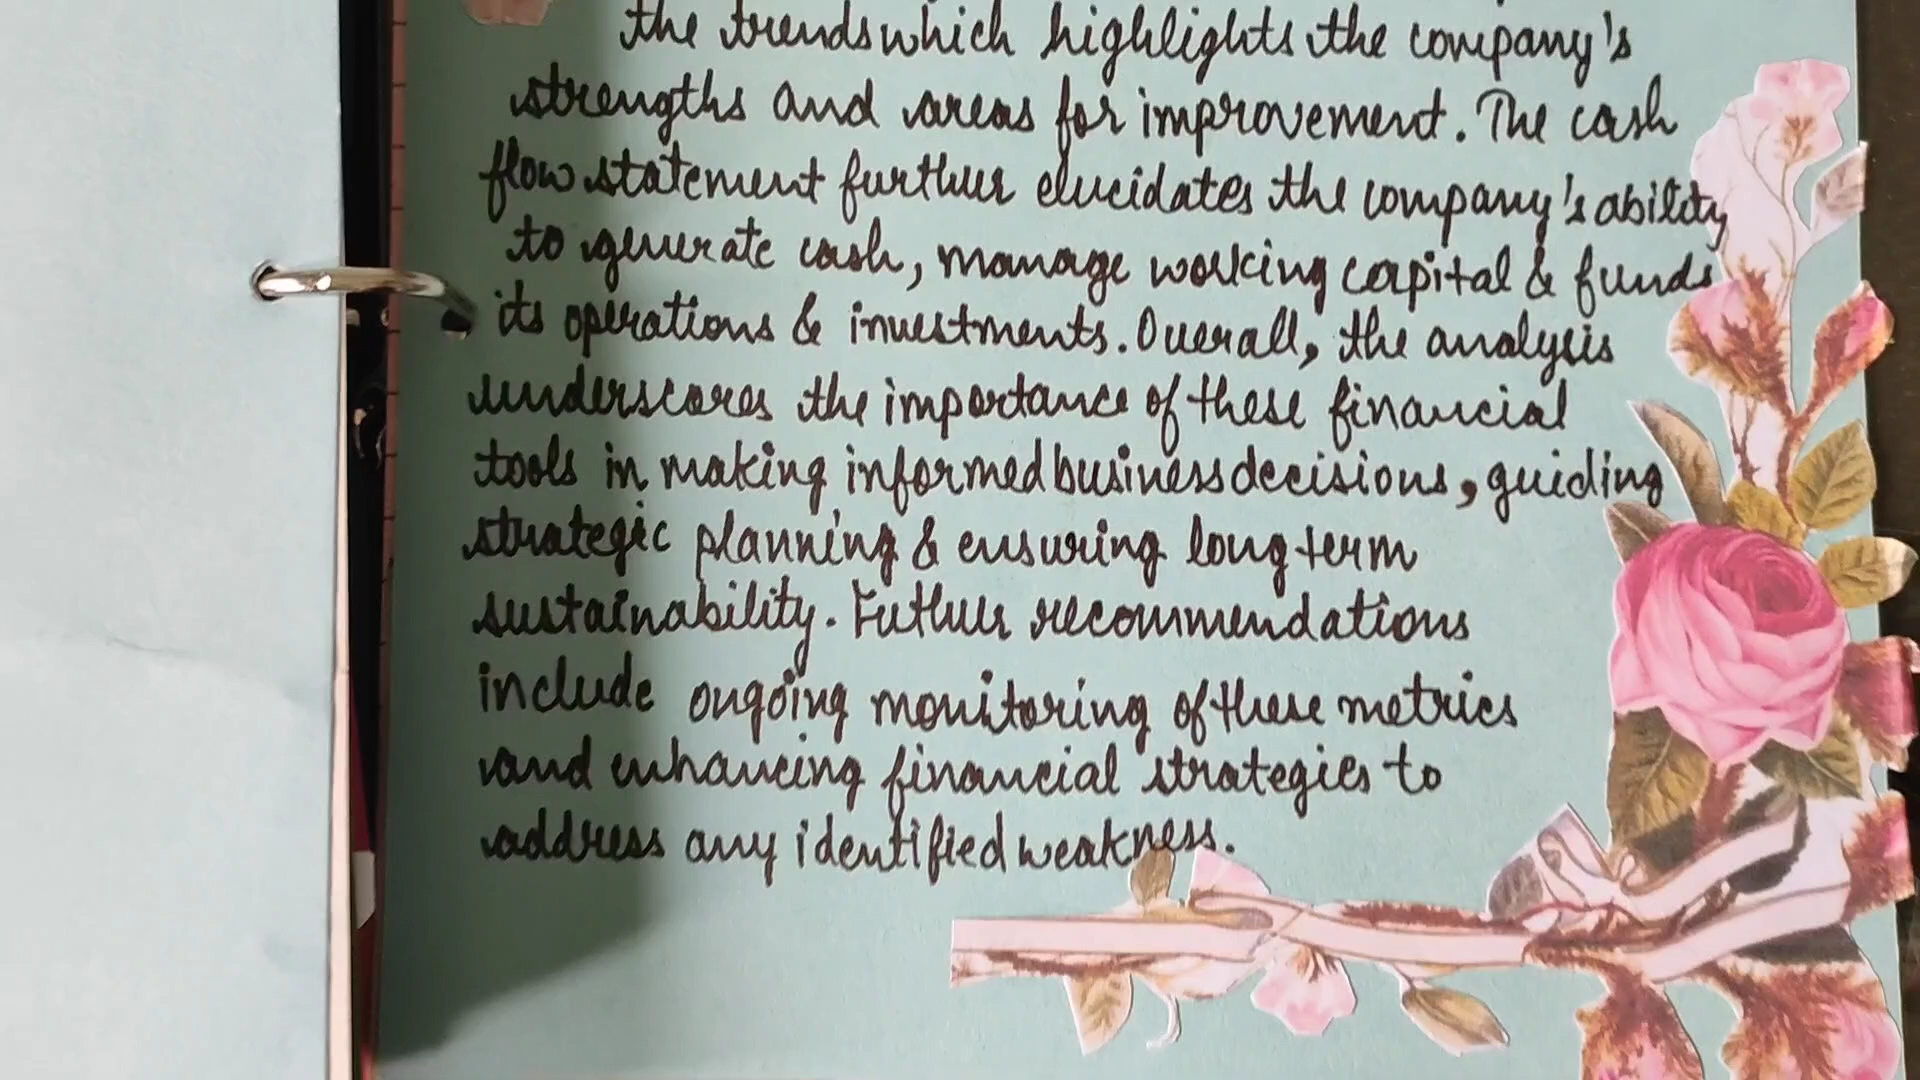 the trends which highlights the company's
strengths and areas for improvement. The cash
flow statement further elucidates the company's ability
to generate cash, manage working capital & funds
its operations & investments. Overall, the analysis
underscores the importance of these financial
tools in making informed business decisions, guiding
strategic planning & ensuring long term
sustainability. Futher recommendations
include ongoing monitoring of these metrics
and enhancing financial strategies to
address any identified weakness.